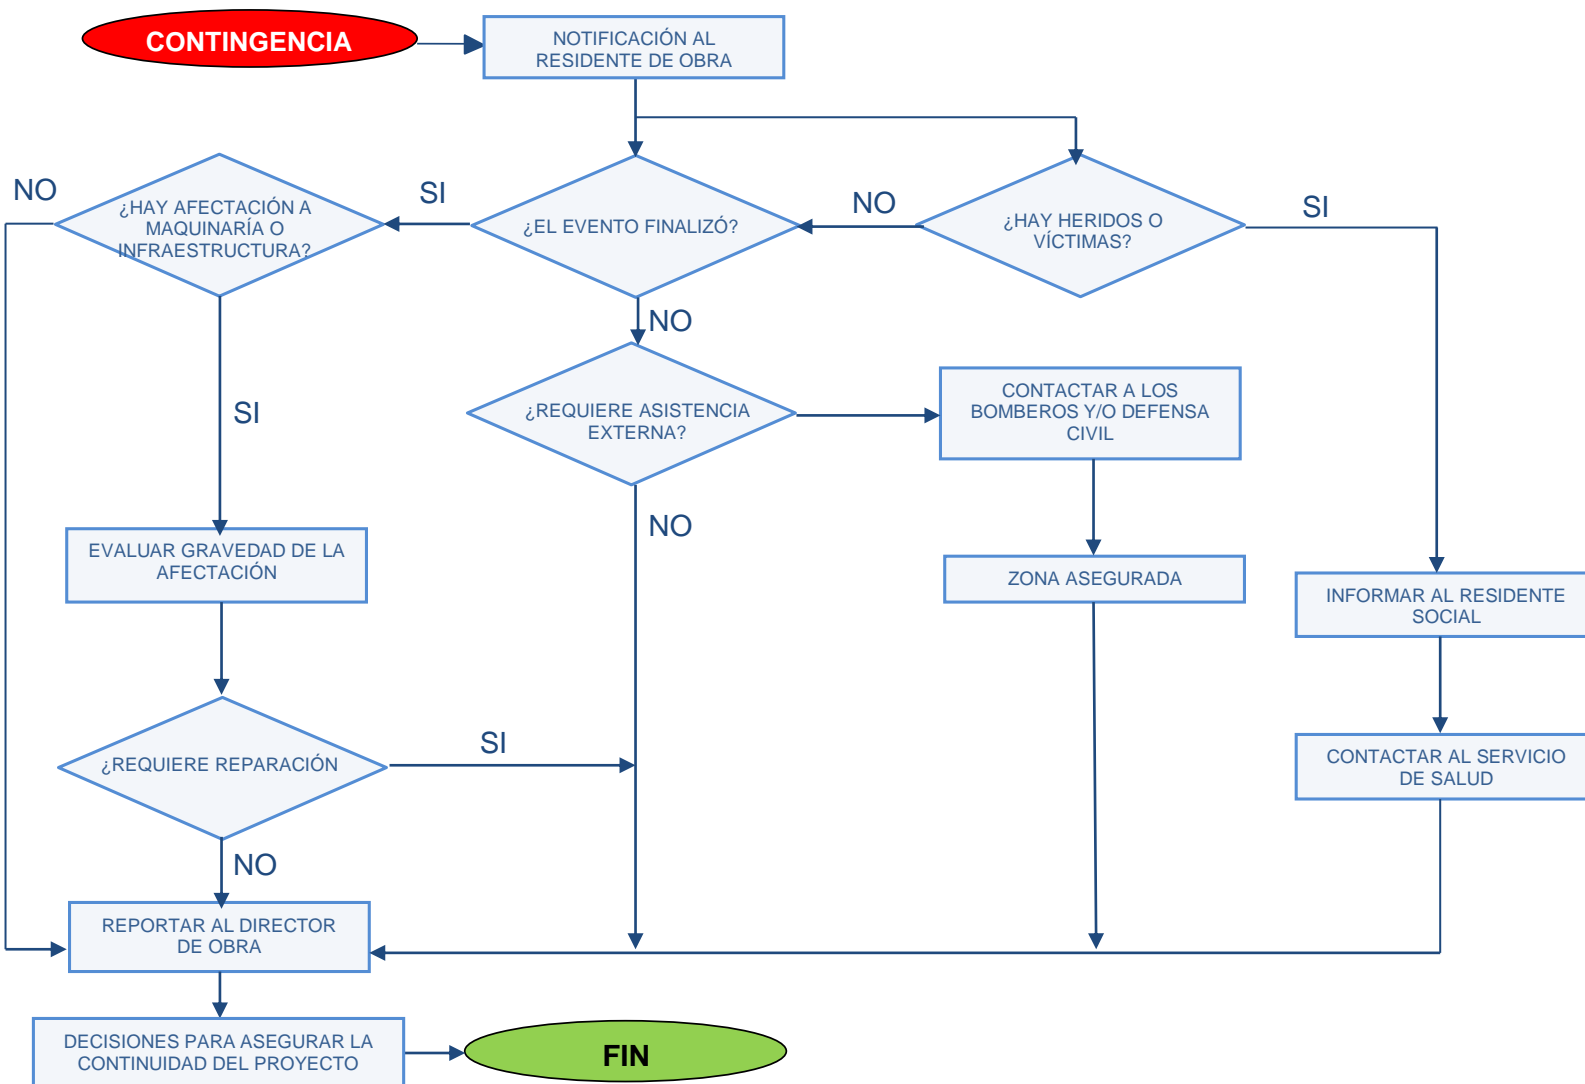 CONTINGENCIA
NOTIFICACIÓN AL
RESIDENTE DE OBRA
NO
¿HAY AFECTACIÓN A
MAQUINARÍA O
INFRAESTRUCTURA?
SI
¿EL EVENTO FINALIZÓ?
NO
¿HAY HERIDOS O
VÍCTIMAS?
SI
NO
SI
¿REQUIERE ASISTENCIA
EXTERNA?
CONTACTAR A LOS
BOMBEROS Y/O DEFENSA
CIVIL
NO
EVALUAR GRAVEDAD DE LA
AFECTACIÓN
ZONA ASEGURADA
INFORMAR AL RESIDENTE
SOCIAL
¿REQUIERE REPARACIÓN
SI
CONTACTAR AL SERVICIO
DE SALUD
NO
REPORTAR AL DIRECTOR
DE OBRA
DECISIONES PARA ASEGURAR LA
CONTINUIDAD DEL PROYECTO
FIN